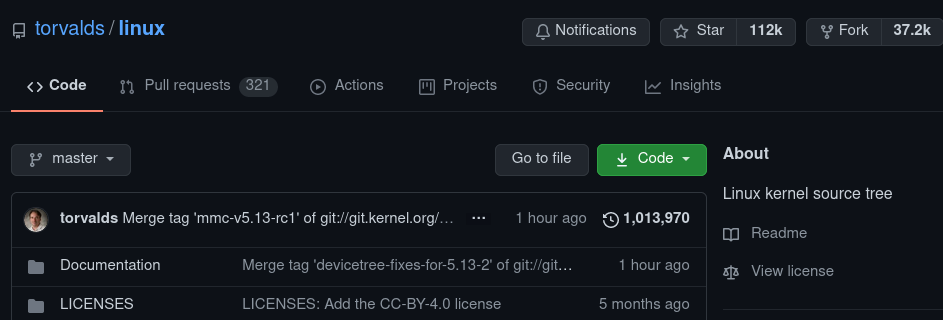 torvalds / linux Notifications Star 112k Fork 37.2k
Code Pull requests 321 Actions Projects Security Insights
master Go to file Code About
Linux kernel source tree
torvalds Merge tag 'mmc-v5.13-rc1' of git://git.kernel.org/... ... 1 hour ago 1,013,970
Readme
Documentation Merge tag 'devicetree-fixes-for-5.13-2' of git://git... 1 hour ago
View license
LICENSES LICENSES: Add the CC-BY-4.0 license 5 months ago